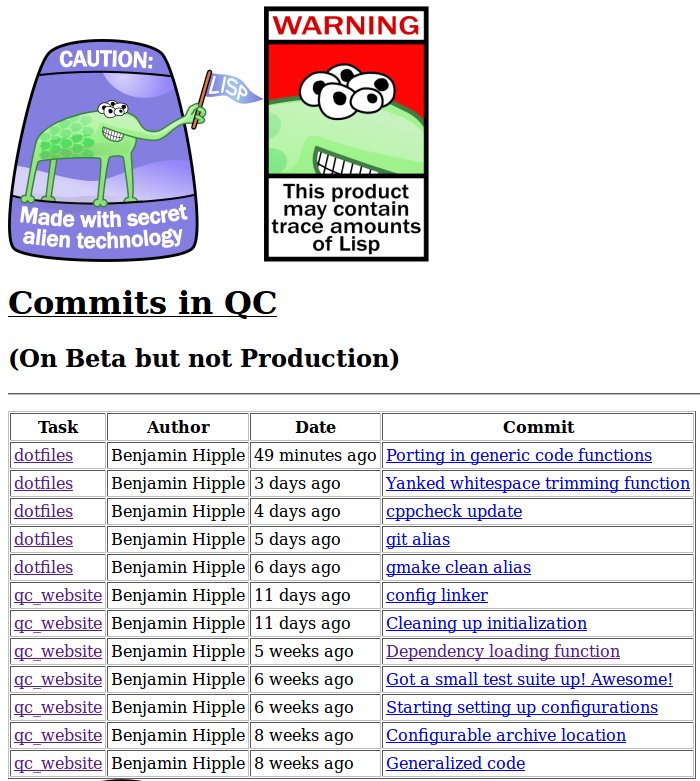 CAUTION:
LISP
Made with secret
alien technology
WARNING
This product
may contain
trace amounts
of Lisp
Commits in QC
(On Beta but not Production)
Task Author Date Commit
dotfiles Benjamin Hipple 49 minutes ago Porting in generic code functions
dotfiles Benjamin Hipple 3 days ago Yanked whitespace trimming function
dotfiles Benjamin Hipple 4 days ago cppcheck update
dotfiles Benjamin Hipple 5 days ago git alias
dotfiles Benjamin Hipple 6 days ago gmake clean alias
qc_website Benjamin Hipple 11 days ago config linker
qc_website Benjamin Hipple 11 days ago Cleaning up initialization
qc_website Benjamin Hipple 5 weeks ago Dependency loading function
qc_website Benjamin Hipple 6 weeks ago Got a small test suite up! Awesome!
qc_website Benjamin Hipple 6 weeks ago Starting setting up configurations
qc_website Benjamin Hipple 8 weeks ago Configurable archive location
qc_website Benjamin Hipple 8 weeks ago Generalized code